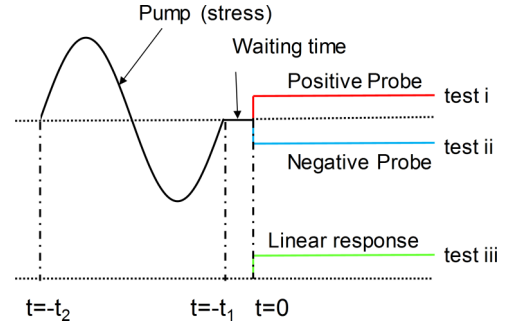 Pump (stress)
Waiting time
Positive Probe
test i
test ii
Negative Probe
Linear response
test iii
t=-t₂
t=-t₁
t=0